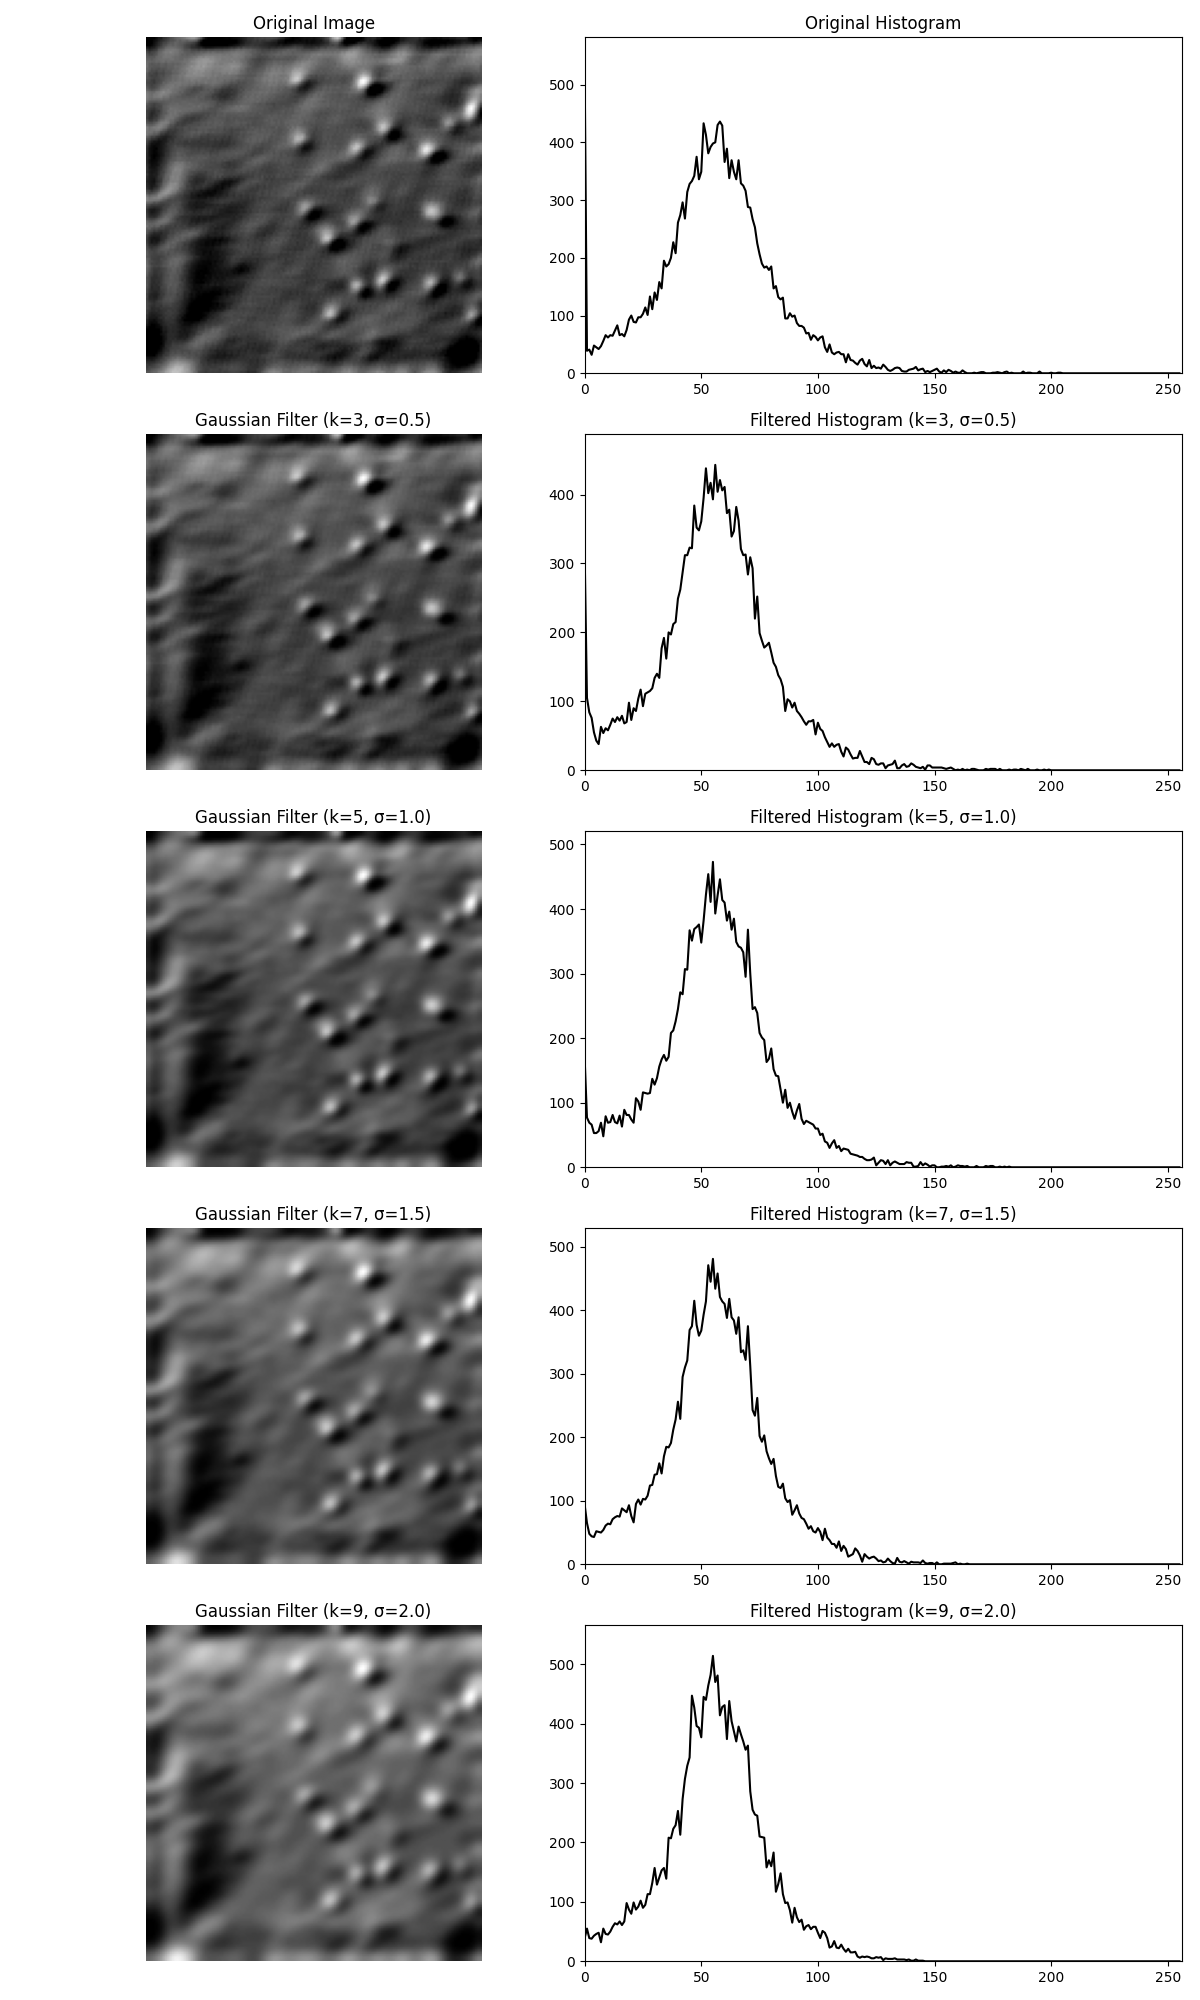 Original Image
Original Histogram
500
400
300
200
100
0
0 50 100 150 200 250
Gaussian Filter (k=3, σ=0.5)
Filtered Histogram (k=3, σ=0.5)
400
300
200
100
0
0 50 100 150 200 250
Gaussian Filter (k=5, σ=1.0)
Filtered Histogram (k=5, σ=1.0)
500
400
300
200
100
0
0 50 100 150 200 250
Gaussian Filter (k=7, σ=1.5)
Filtered Histogram (k=7, σ=1.5)
500
400
300
200
100
0
0 50 100 150 200 250
Gaussian Filter (k=9, σ=2.0)
Filtered Histogram (k=9, σ=2.0)
500
400
300
200
100
0
0 50 100 150 200 250